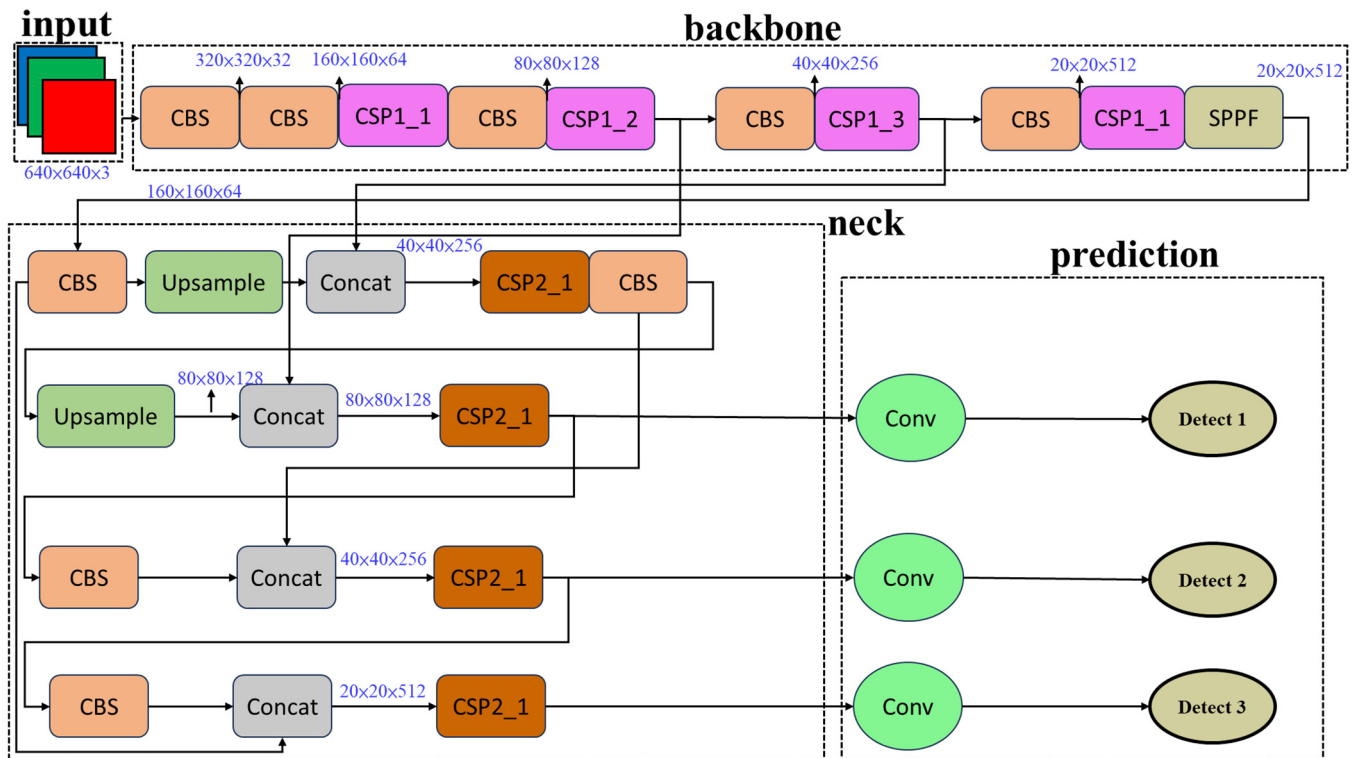 input
backbone
320x320x32
160x160x64
80x80x128
40x40x256
20x20x512
20x20x512
CBS
CBS
CSP1_1
CBS
CSP1_2
CBS
CSP1_3
CBS
CSP1_1
SPPF
640x640x3
160x160x64
neck
40x40x256
prediction
CBS
Upsample
Concat
CSP2_1
CBS
80x80x128
80x80x128
Upsample
Concat
CSP2_1
Conv
Detect 1
40x40x256
CBS
Concat
CSP2_1
Conv
Detect 2
20x20x512
CBS
Concat
CSP2_1
Conv
Detect 3